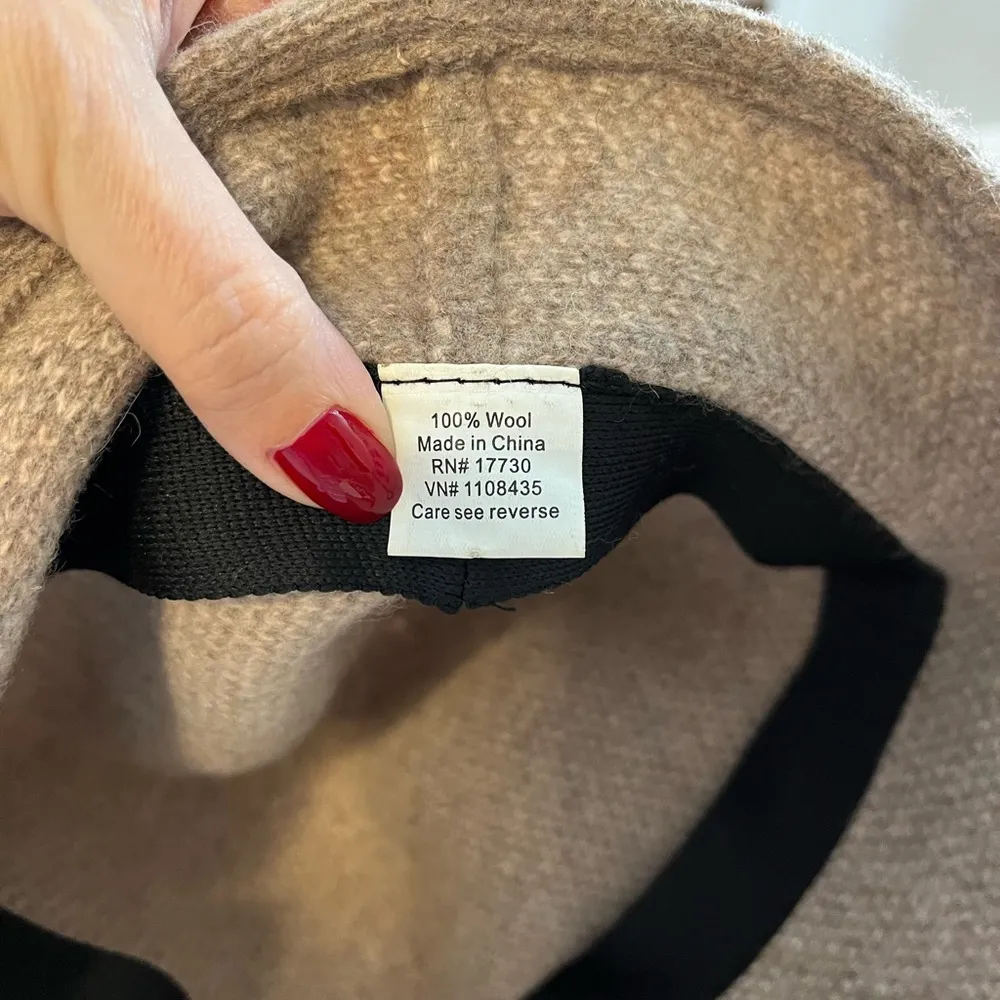 100% Wool
Made in China
RN# 17730
VN# 1108435
Care see reverse